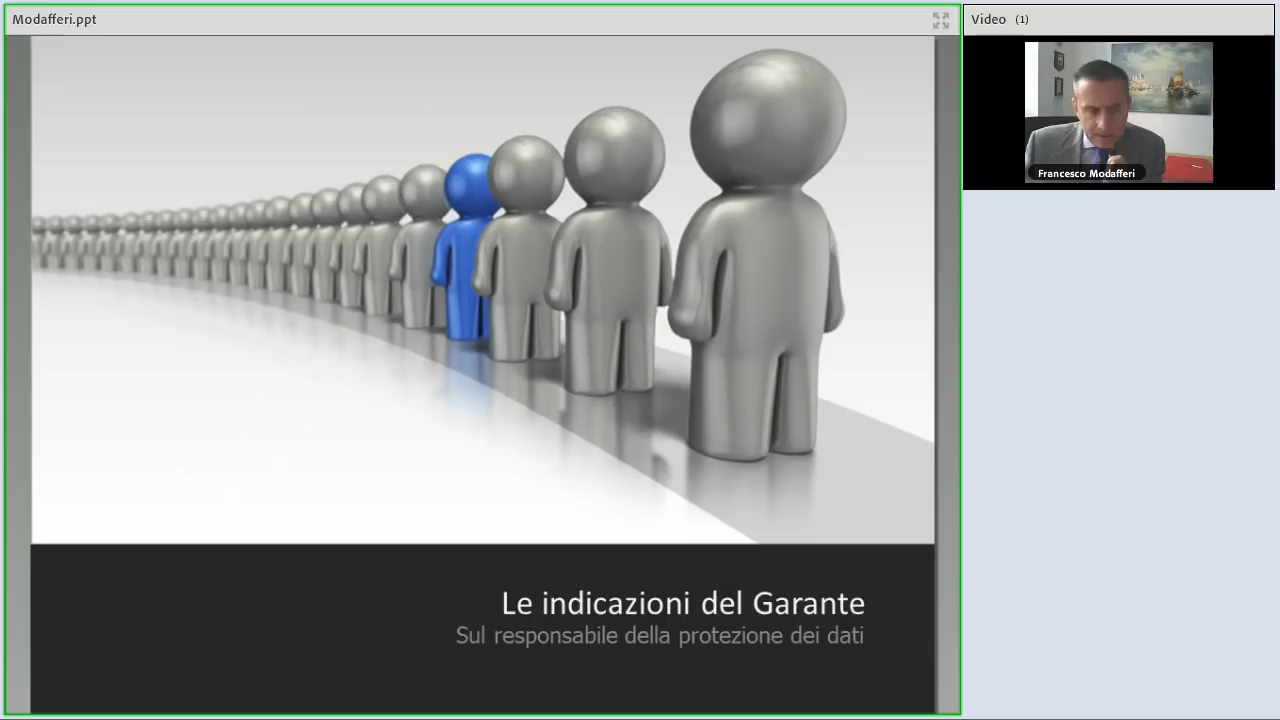 Modafferi.ppt
Video (1)
Francesco Modafferi
Le indicazioni del Garante
Sul responsabile della protezione dei dati